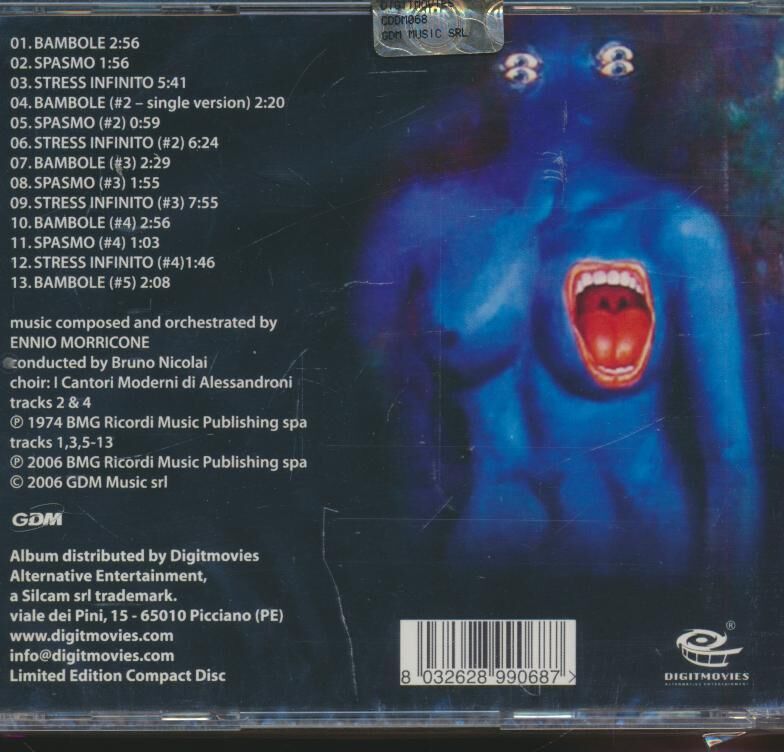 DIGITMOVIES
CDDM068
GDM MUSIC SRL
01. BAMBOLE 2:56
02. SPASMO 1:56
03. STRESS INFINITO 5:41
04. BAMBOLE (#2 – single version) 2:20
05. SPASMO (#2) 0:59
06. STRESS INFINITO (#2) 6:24
07. BAMBOLE (#3) 2:29
08. SPASMO (#3) 1:55
09. STRESS INFINITO (#3) 7:55
10. BAMBOLE (#4) 2:56
11. SPASMO (#4) 1:03
12. STRESS INFINITO (#4)1:46
13. BAMBOLE (#5) 2:08
music composed and orchestrated by
ENNIO MORRICONE
conducted by Bruno Nicolai
choir: I Cantori Moderni di Alessandroni
tracks 2 & 4
℗ 1974 BMG Ricordi Music Publishing spa
tracks 1,3,5-13
℗ 2006 BMG Ricordi Music Publishing spa
© 2006 GDM Music srl
GDM
Album distributed by Digitmovies
Alternative Entertainment,
a Silcam srl trademark.
viale dei Pini, 15 - 65010 Picciano (PE)
www.digitmovies.com
info@digitmovies.com
Limited Edition Compact Disc
8 032628 990687 >
®
DIGITMOVIES
ALTERNATIVE ENTERTAINMENT